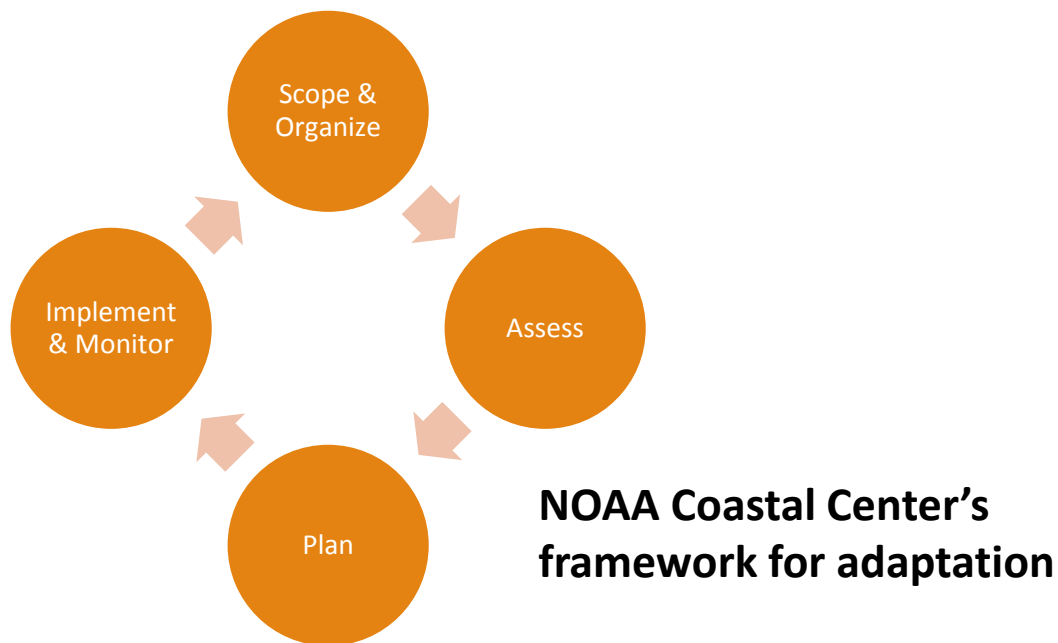 Scope &
Organize
Implement
& Monitor
Assess
Plan
NOAA Coastal Center’s
framework for adaptation